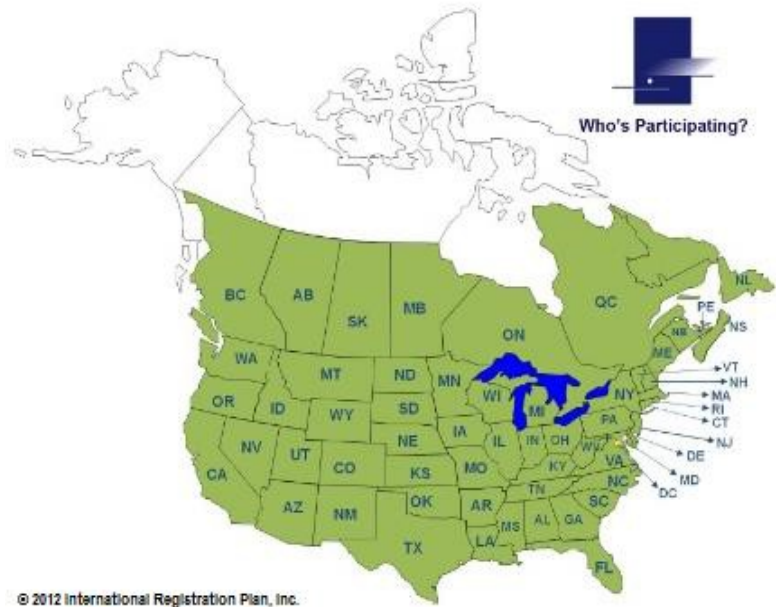 Who's Participating?
BC
AB
SK
MB
ON
QC
NL
PE
NB
NS
ME
WA
MT
ND
MN
WI
MI
NY
VT
NH
MA
RI
CT
OR
ID
WY
SD
IA
IL
IN
OH
PA
NJ
NV
UT
CO
NE
KS
MO
KY
WV
VA
DE
MD
DC
CA
AZ
NM
OK
AR
TN
NC
SC
TX
LA
MS
AL
GA
FL
© 2012 International Registration Plan, Inc.